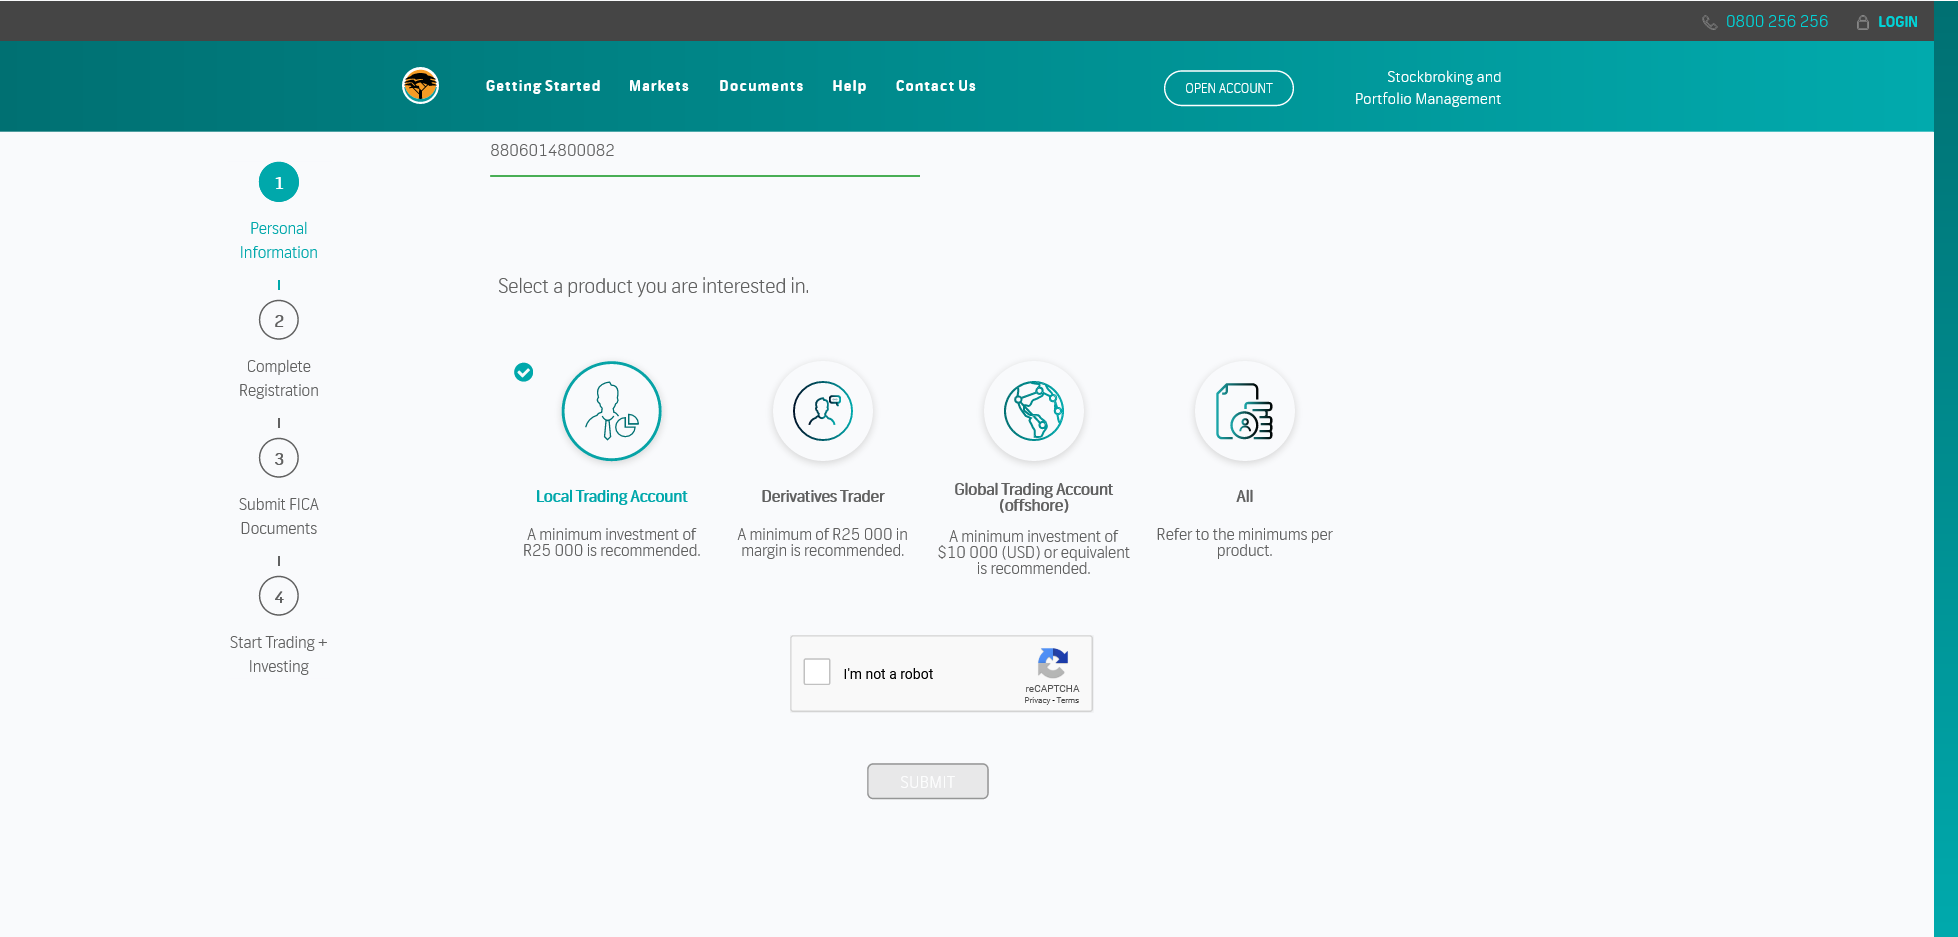 0800 256 256
LOGIN
Getting Started
Markets
Documents
Help
Contact Us
OPEN ACCOUNT
Stockbroking and
Portfolio Management
8806014800082
1
Personal
Information
2
Complete
Registration
3
Submit FICA
Documents
4
Start Trading +
Investing
Select a product you are interested in.
Local Trading Account
A minimum investment of
R25 000 is recommended.
Derivatives Trader
A minimum of R25 000 in
margin is recommended.
Global Trading Account
(offshore)
A minimum investment of
$10 000 (USD) or equivalent
is recommended.
All
Refer to the minimums per
product.
I'm not a robot
reCAPTCHA
Privacy - Terms
SUBMIT